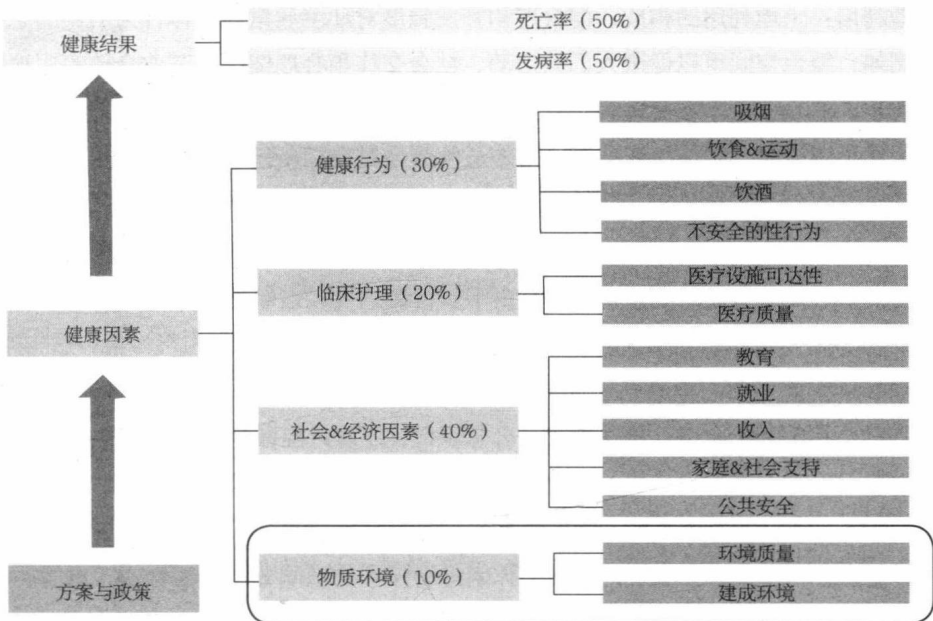 死亡率（50%）
健康结果
发病率（50%）
吸烟
饮食&运动
健康行为（30%）
饮酒
不安全的性行为
医疗设施可达性
临床护理（20%）
医疗质量
健康因素
教育
就业
社会&经济因素（40%）
收入
家庭&社会支持
公共安全
环境质量
物质环境（10%）
建成环境
方案与政策